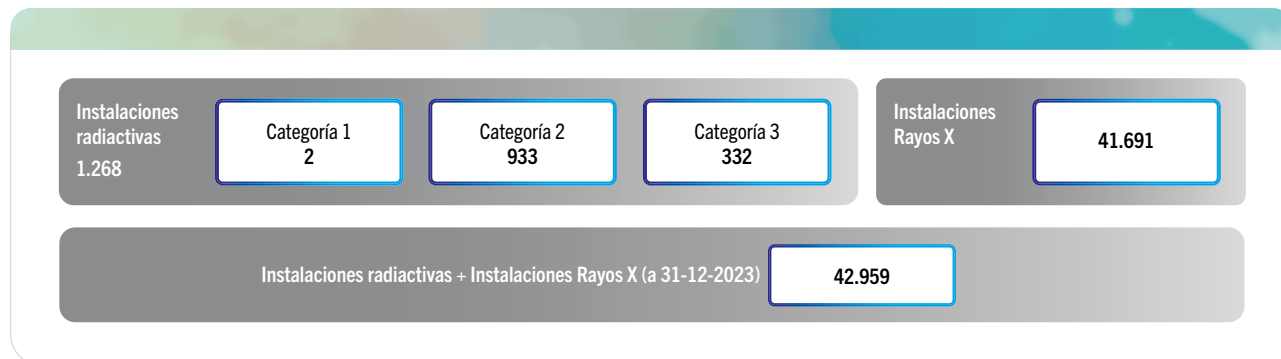 Instalaciones
radiactivas
1.268
Categoría 1
2
Categoría 2
933
Categoría 3
332
Instalaciones
Rayos X
41.691
Instalaciones radiactivas + Instalaciones Rayos X (a 31-12-2023)
42.959